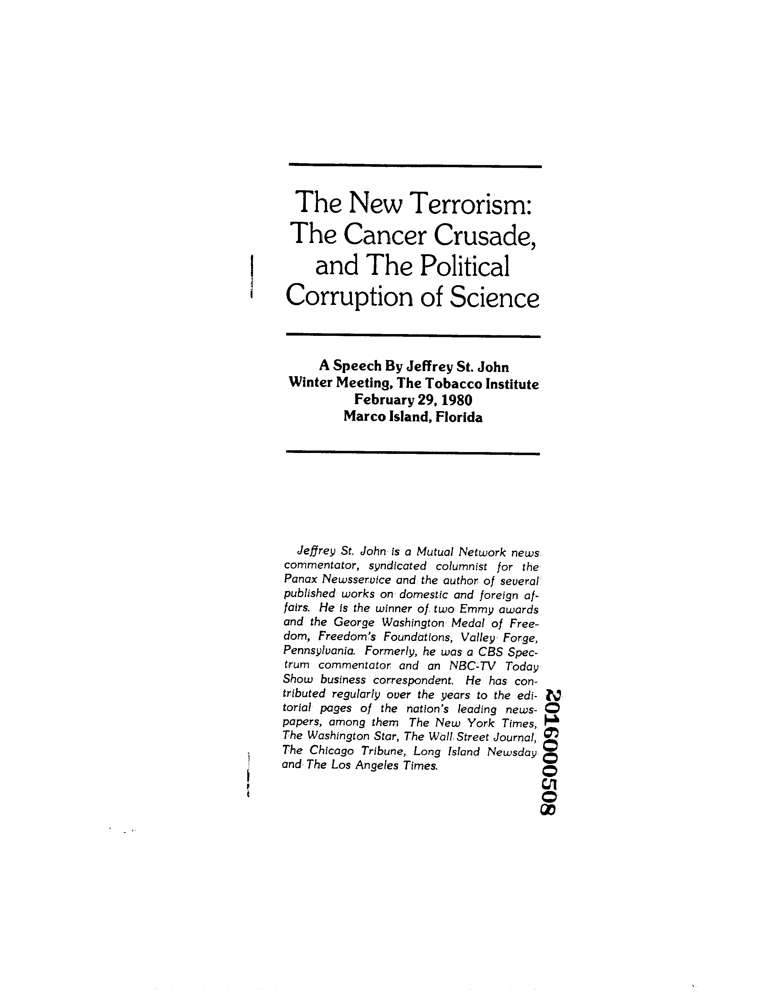 The New Terrorism:
The Cancer Crusade,
and The Political
Corruption of Science
A Speech By Jeffrey St. John
Winter Meeting, The Tobacco Institute
February 29, 1980
Marco Island, Florida
Jeffrey St. John is a Mutual Network news
commentator, syndicated columnist for the
Panax Newsservice and the author of several
published works on domestic and foreign af-
fairs. He is the winner of two Emmy awards
and the George Washington Medal of Free-
dom, Freedom's Foundations, Valley Forge,
Pennsylvania. Formerly, he was a CBS Spec-
trum commentator and an NBC-TV Today
Show business correspondent. He has con-
tributed regularly over the years to the edi-
torial pages of the nation's leading news-
papers, among them The New York Times,
The Washington Star, The Wall Street Journal,
The Chicago Tribune, Long Island Newsday
and The Los Angeles Times.
2016000508